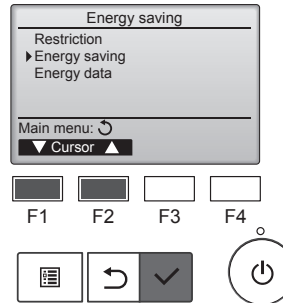 Energy saving
Restriction
Energy saving
Energy data
Main menu:
Cursor
F1 F2 F3 F4